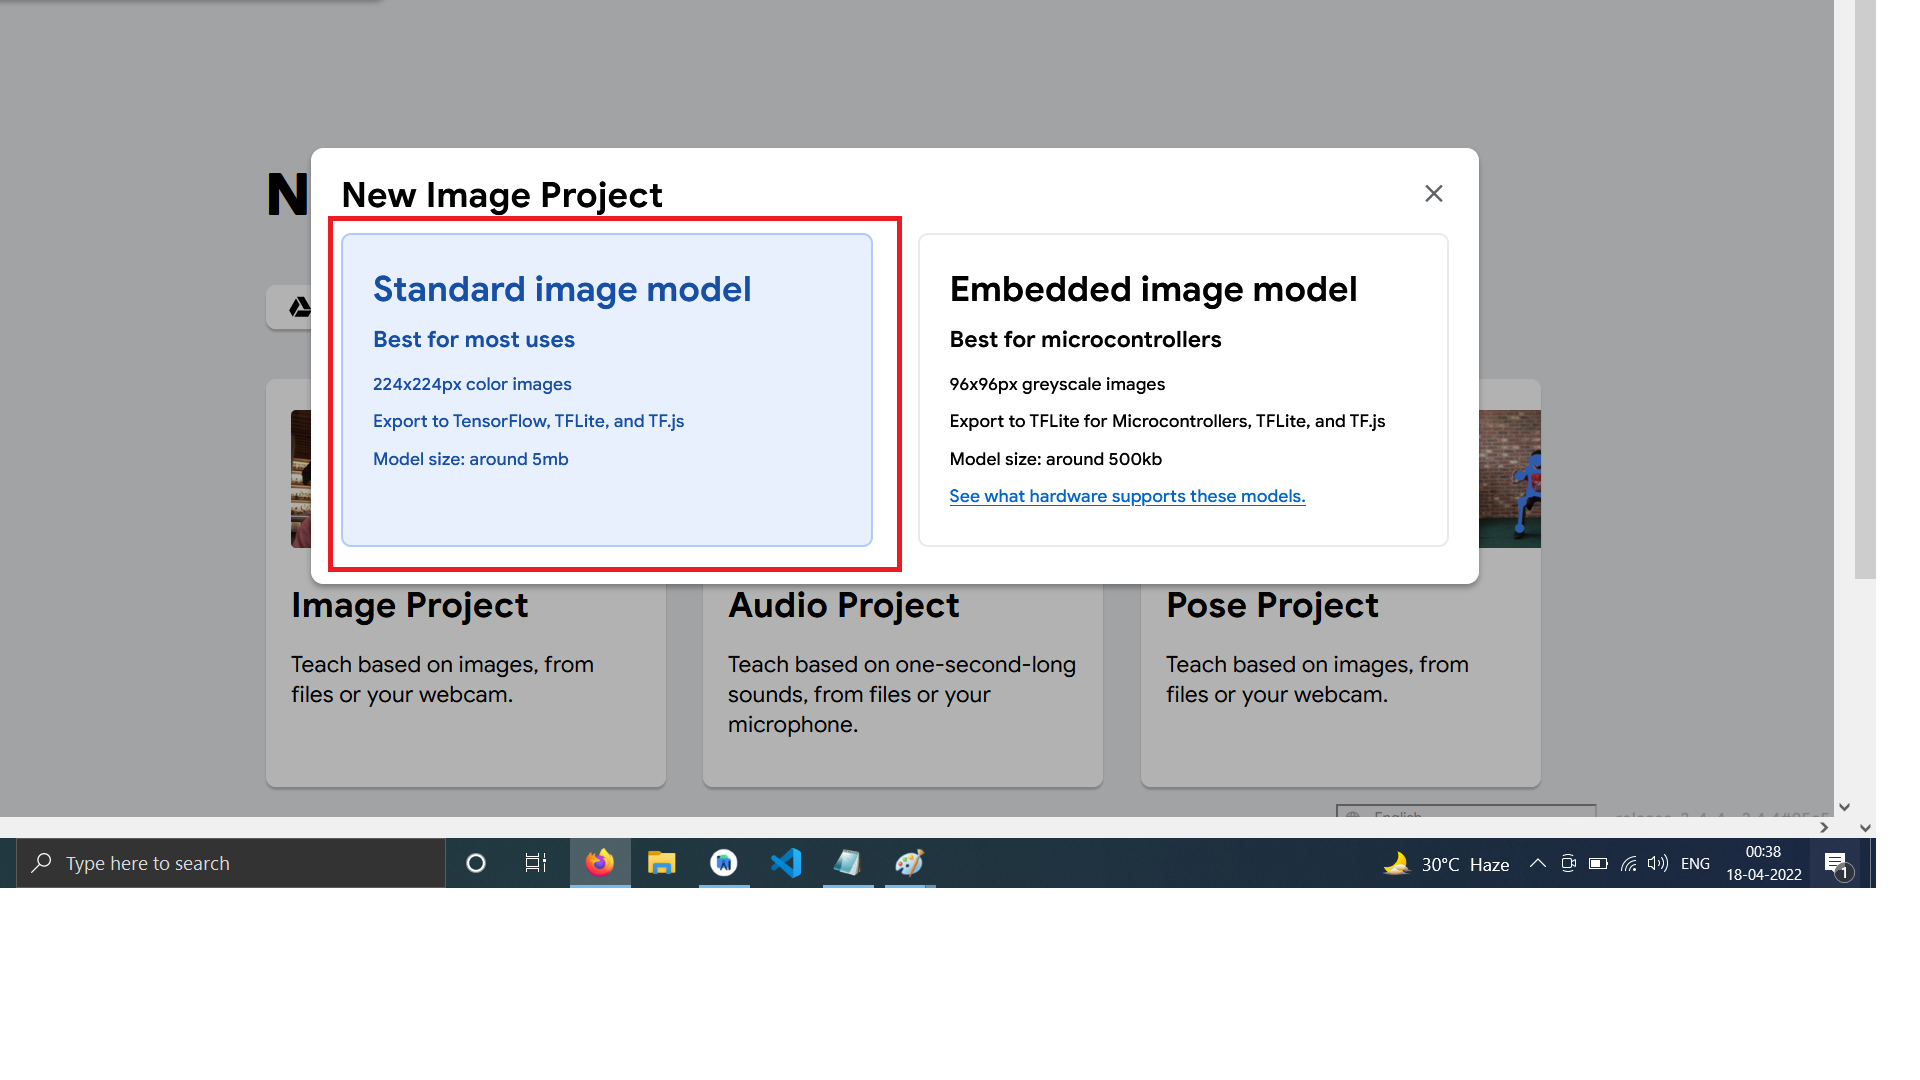 N
New Image Project
Standard image model
Best for most uses
224x224px color images
Export to TensorFlow, TFLite, and TF.js
Model size: around 5mb
Embedded image model
Best for microcontrollers
96x96px greyscale images
Export to TFLite for Microcontrollers, TFLite, and TF.js
Model size: around 500kb
See what hardware supports these models.
Image Project
Teach based on images, from
files or your webcam.
Audio Project
Teach based on one-second-long
sounds, from files or your
microphone.
Pose Project
Teach based on images, from
files or your webcam.
English
Type here to search
30°C Haze
ENG
00:38
18-04-2022
1